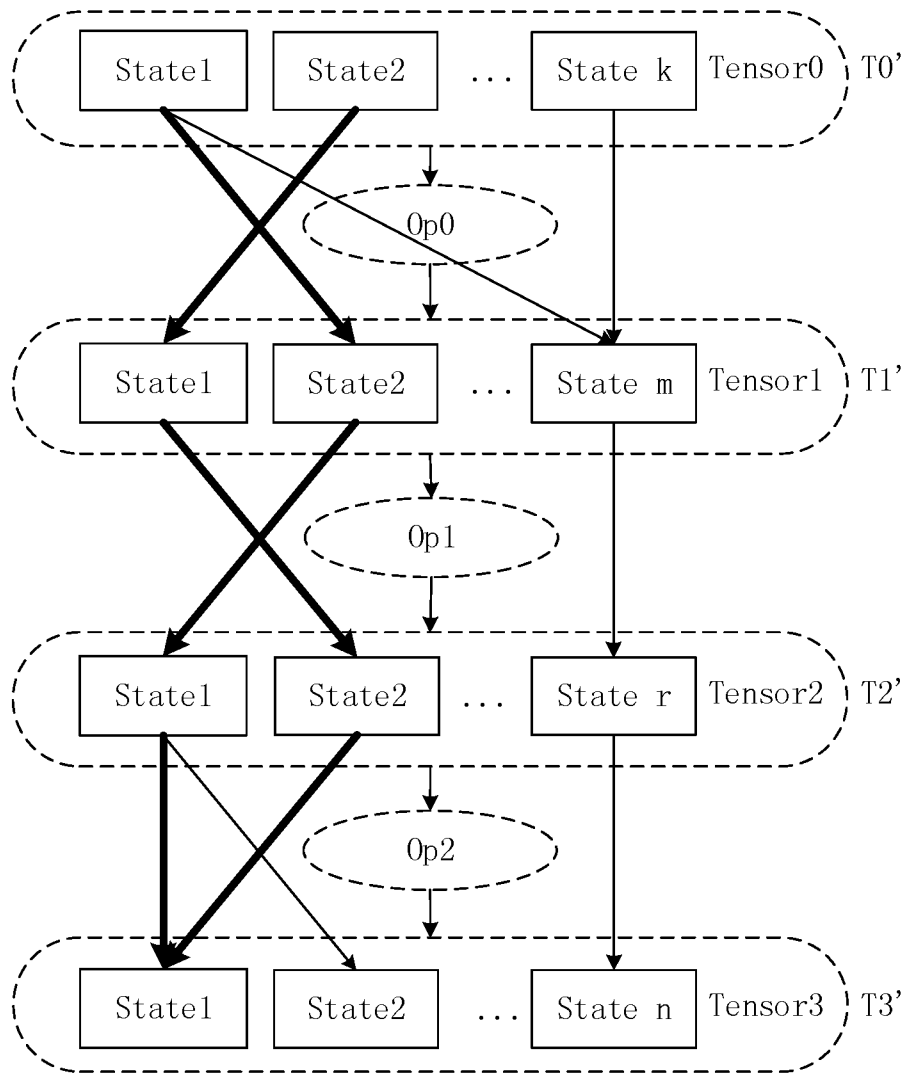 State1 State2 ... State k Tensor0 T0'
Op0
State1 State2 ... State m Tensor1 T1'
Op1
State1 State2 ... State r Tensor2 T2'
Op2
State1 State2 ... State n Tensor3 T3'